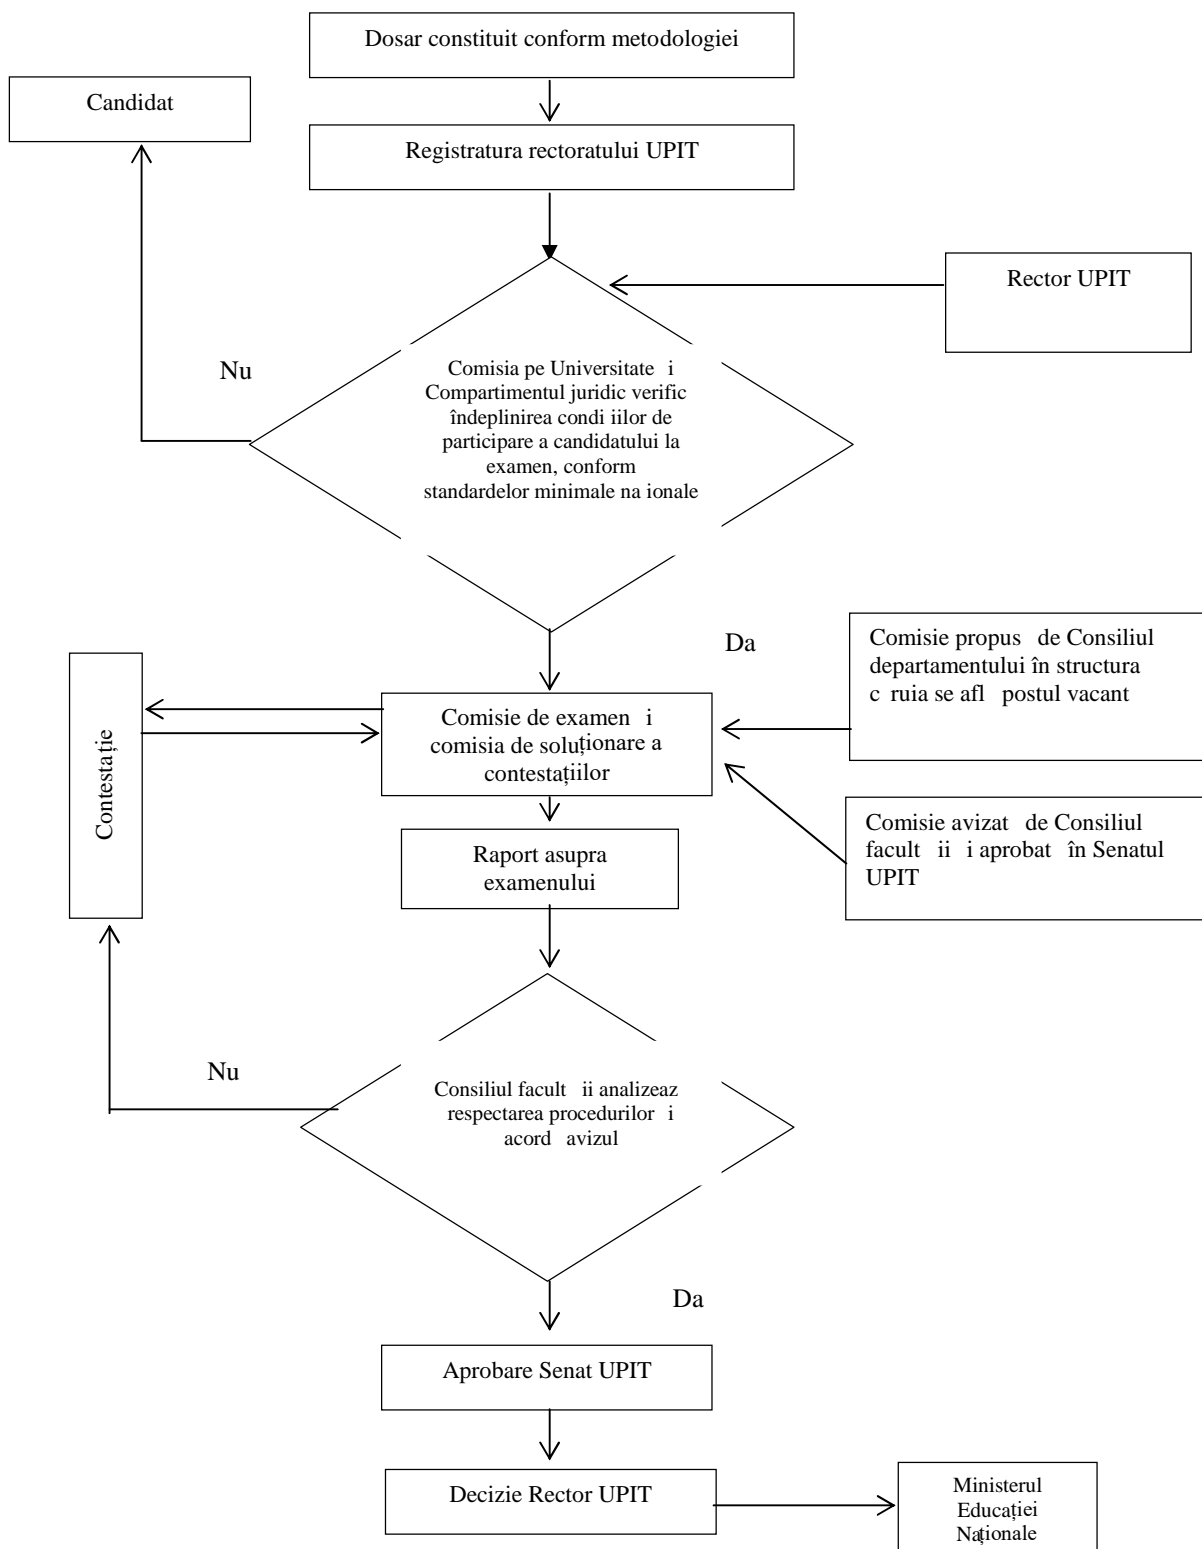 Dosar constituit conform metodologiei
Candidat
Registratura rectoratului UPIT
Rector UPIT
Nu
Comisia pe Universitate i
Compartimentul juridic verific
îndeplinirea condi iilor de
participare a candidatului la
examen, conform
standardelor minimale na ionale
Da
Comisie propus de Consiliul
departamentului în structura
c ruia se afl postul vacant
Contestație
Comisie de examen i
comisia de soluționare a
contestațiilor
Comisie avizat de Consiliul
facult ii i aprobat în Senatul
UPIT
Raport asupra
examenului
Nu
Consiliul facult ii analizeaz
respectarea procedurilor i
acord avizul
Da
Aprobare Senat UPIT
Decizie Rector UPIT
Ministerul
Educației
Naționale